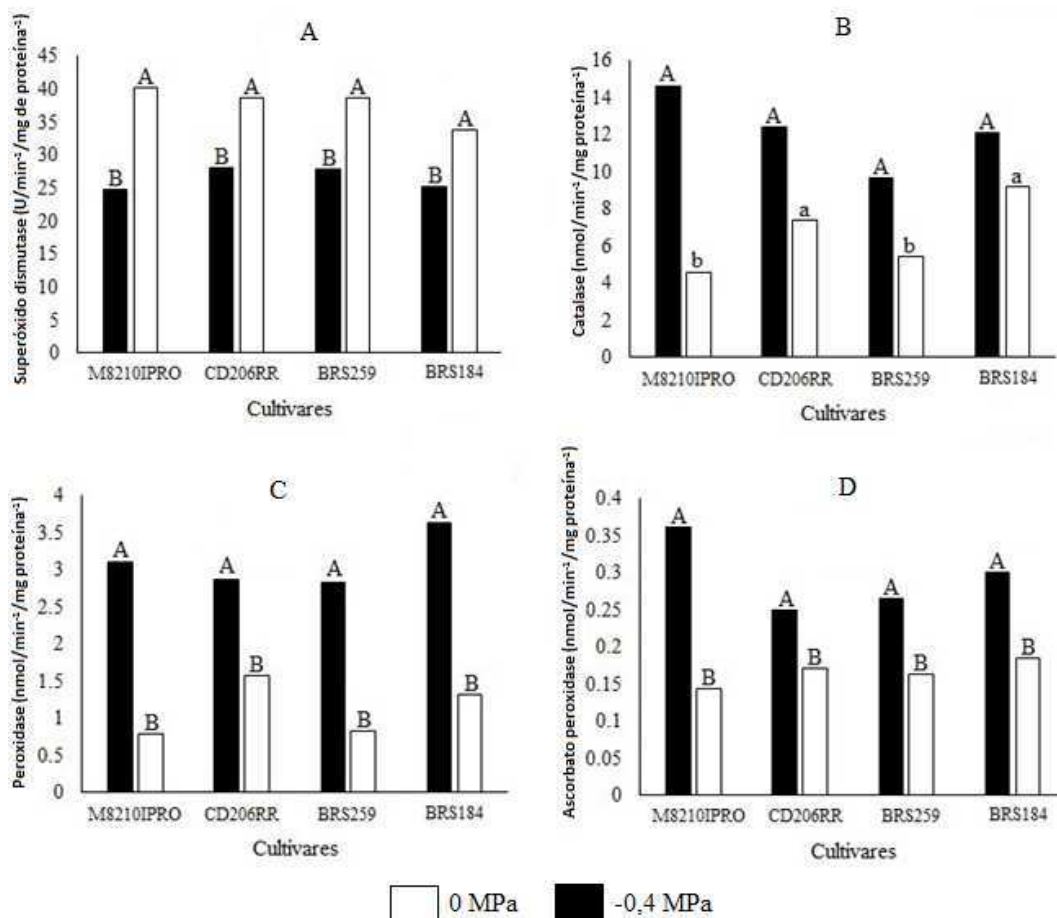 A
Superóxido dismutase (U/min⁻¹/mg de proteína⁻¹)
45
40
35
30
25
20
15
10
5
0
B A B A B A B A
M8210IPRO CD206RR BRS259 BRS184
Cultivares
B
Catalase (nmol/min⁻¹/mg proteína⁻¹)
16
14
12
10
8
6
4
2
0
A b A a A b A a
M8210IPRO CD206RR BRS259 BRS184
Cultivares
C
Peroxidase (nmol/min⁻¹/mg proteína⁻¹)
4
3.5
3
2.5
2
1.5
1
0.5
0
A B A B A B A B
M8210IPRO CD206RR BRS259 BRS184
Cultivares
D
Ascorbato peroxidase (nmol/min⁻¹/mg proteína⁻¹)
0.4
0.35
0.3
0.25
0.2
0.15
0.1
0.05
0
A B A B A B A B
M8210IPRO CD206RR BRS259 BRS184
Cultivares
0 MPa -0,4 MPa